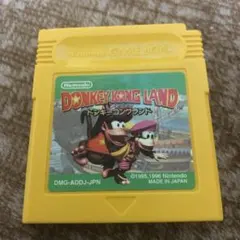 Nintendo
DONKEY KONG LAND
ドンキーコングランド
DMG-ADDJ-JPN
©1995,1996 Nintendo
MADE IN JAPAN